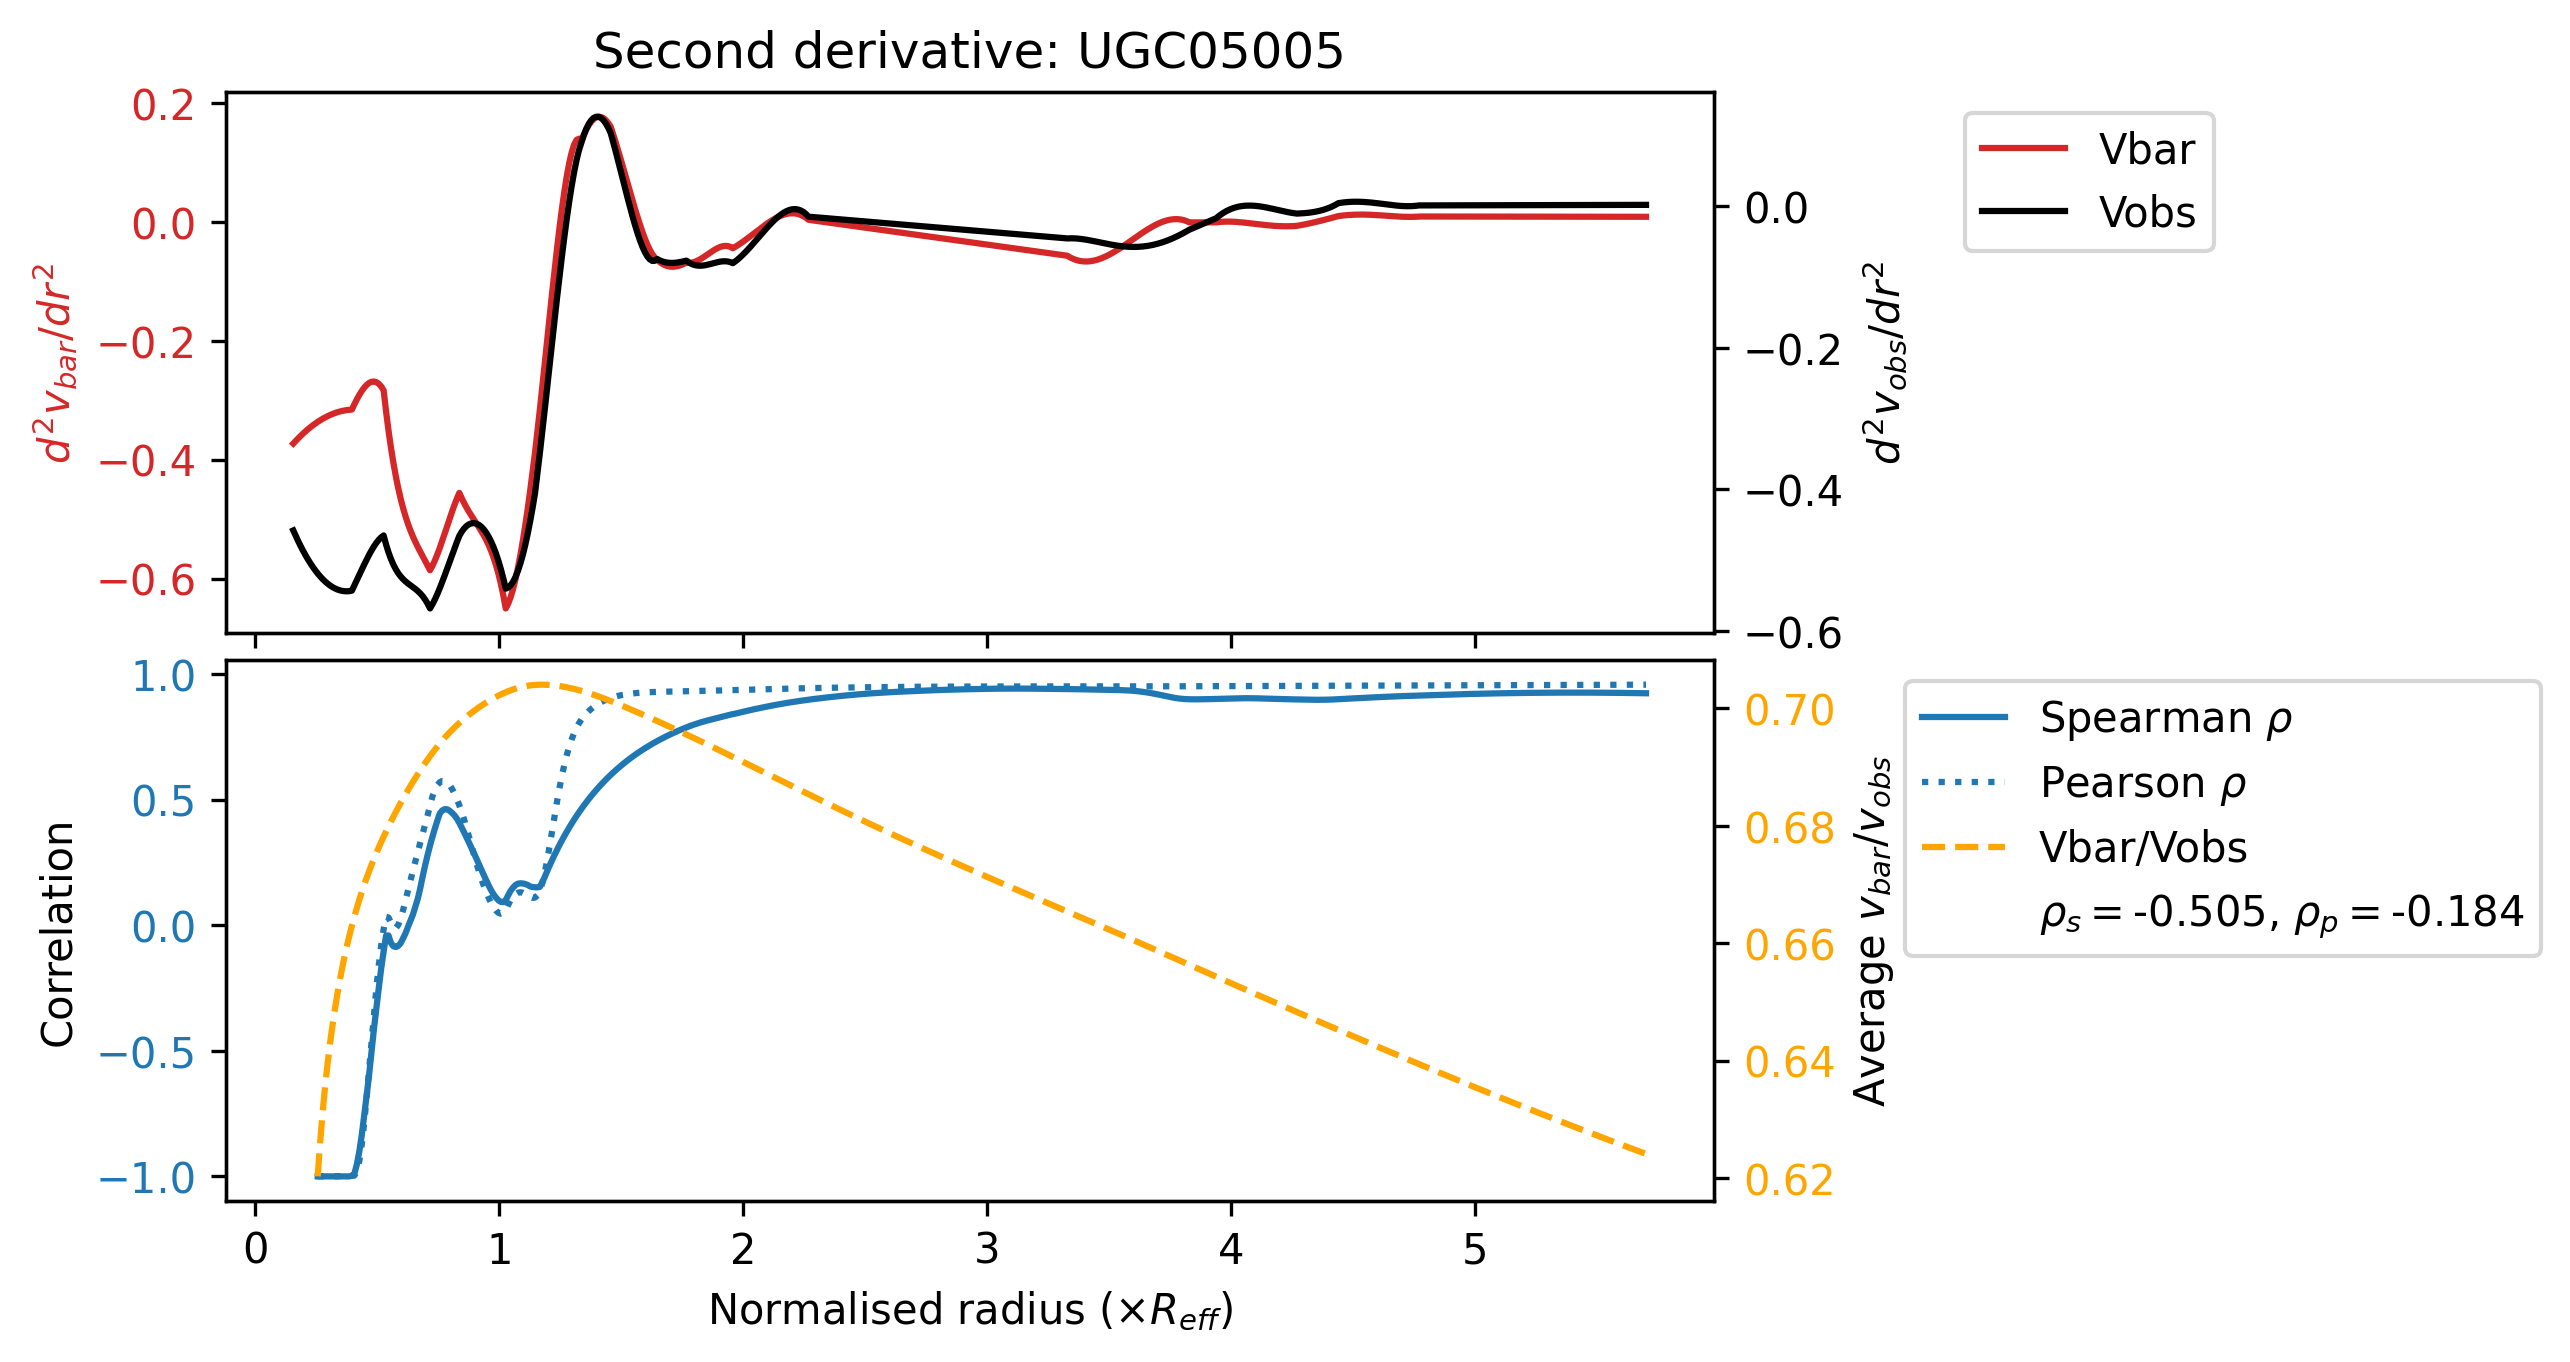 Second derivative: UGC05005
0.2
0.0
−0.2
−0.4
−0.6
d²v_bar/dr²
0.0
−0.2
−0.4
−0.6
d²v_obs/dr²
Vbar
Vobs
1.0
0.5
0.0
−0.5
−1.0
Correlation
0.70
0.68
0.66
0.64
0.62
Average v_bar/v_obs
Spearman ρ
Pearson ρ
Vbar/Vobs
ρ_s = -0.505, ρ_p = -0.184
0 1 2 3 4 5
Normalised radius (×R_eff)